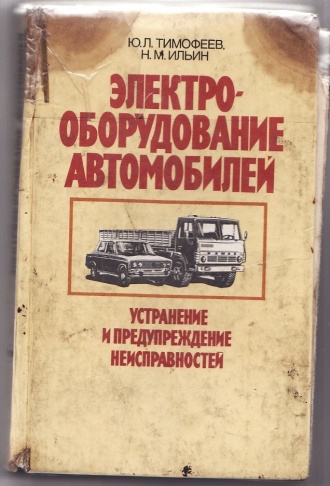 Ю.Л. ТИМОФЕЕВ,
Н.М. ИЛЬИН
ЭЛЕКТРО-
ОБОРУДОВАНИЕ
АВТОМОБИЛЕЙ
УСТРАНЕНИЕ
И ПРЕДУПРЕЖДЕНИЕ
НЕИСПРАВНОСТЕЙ